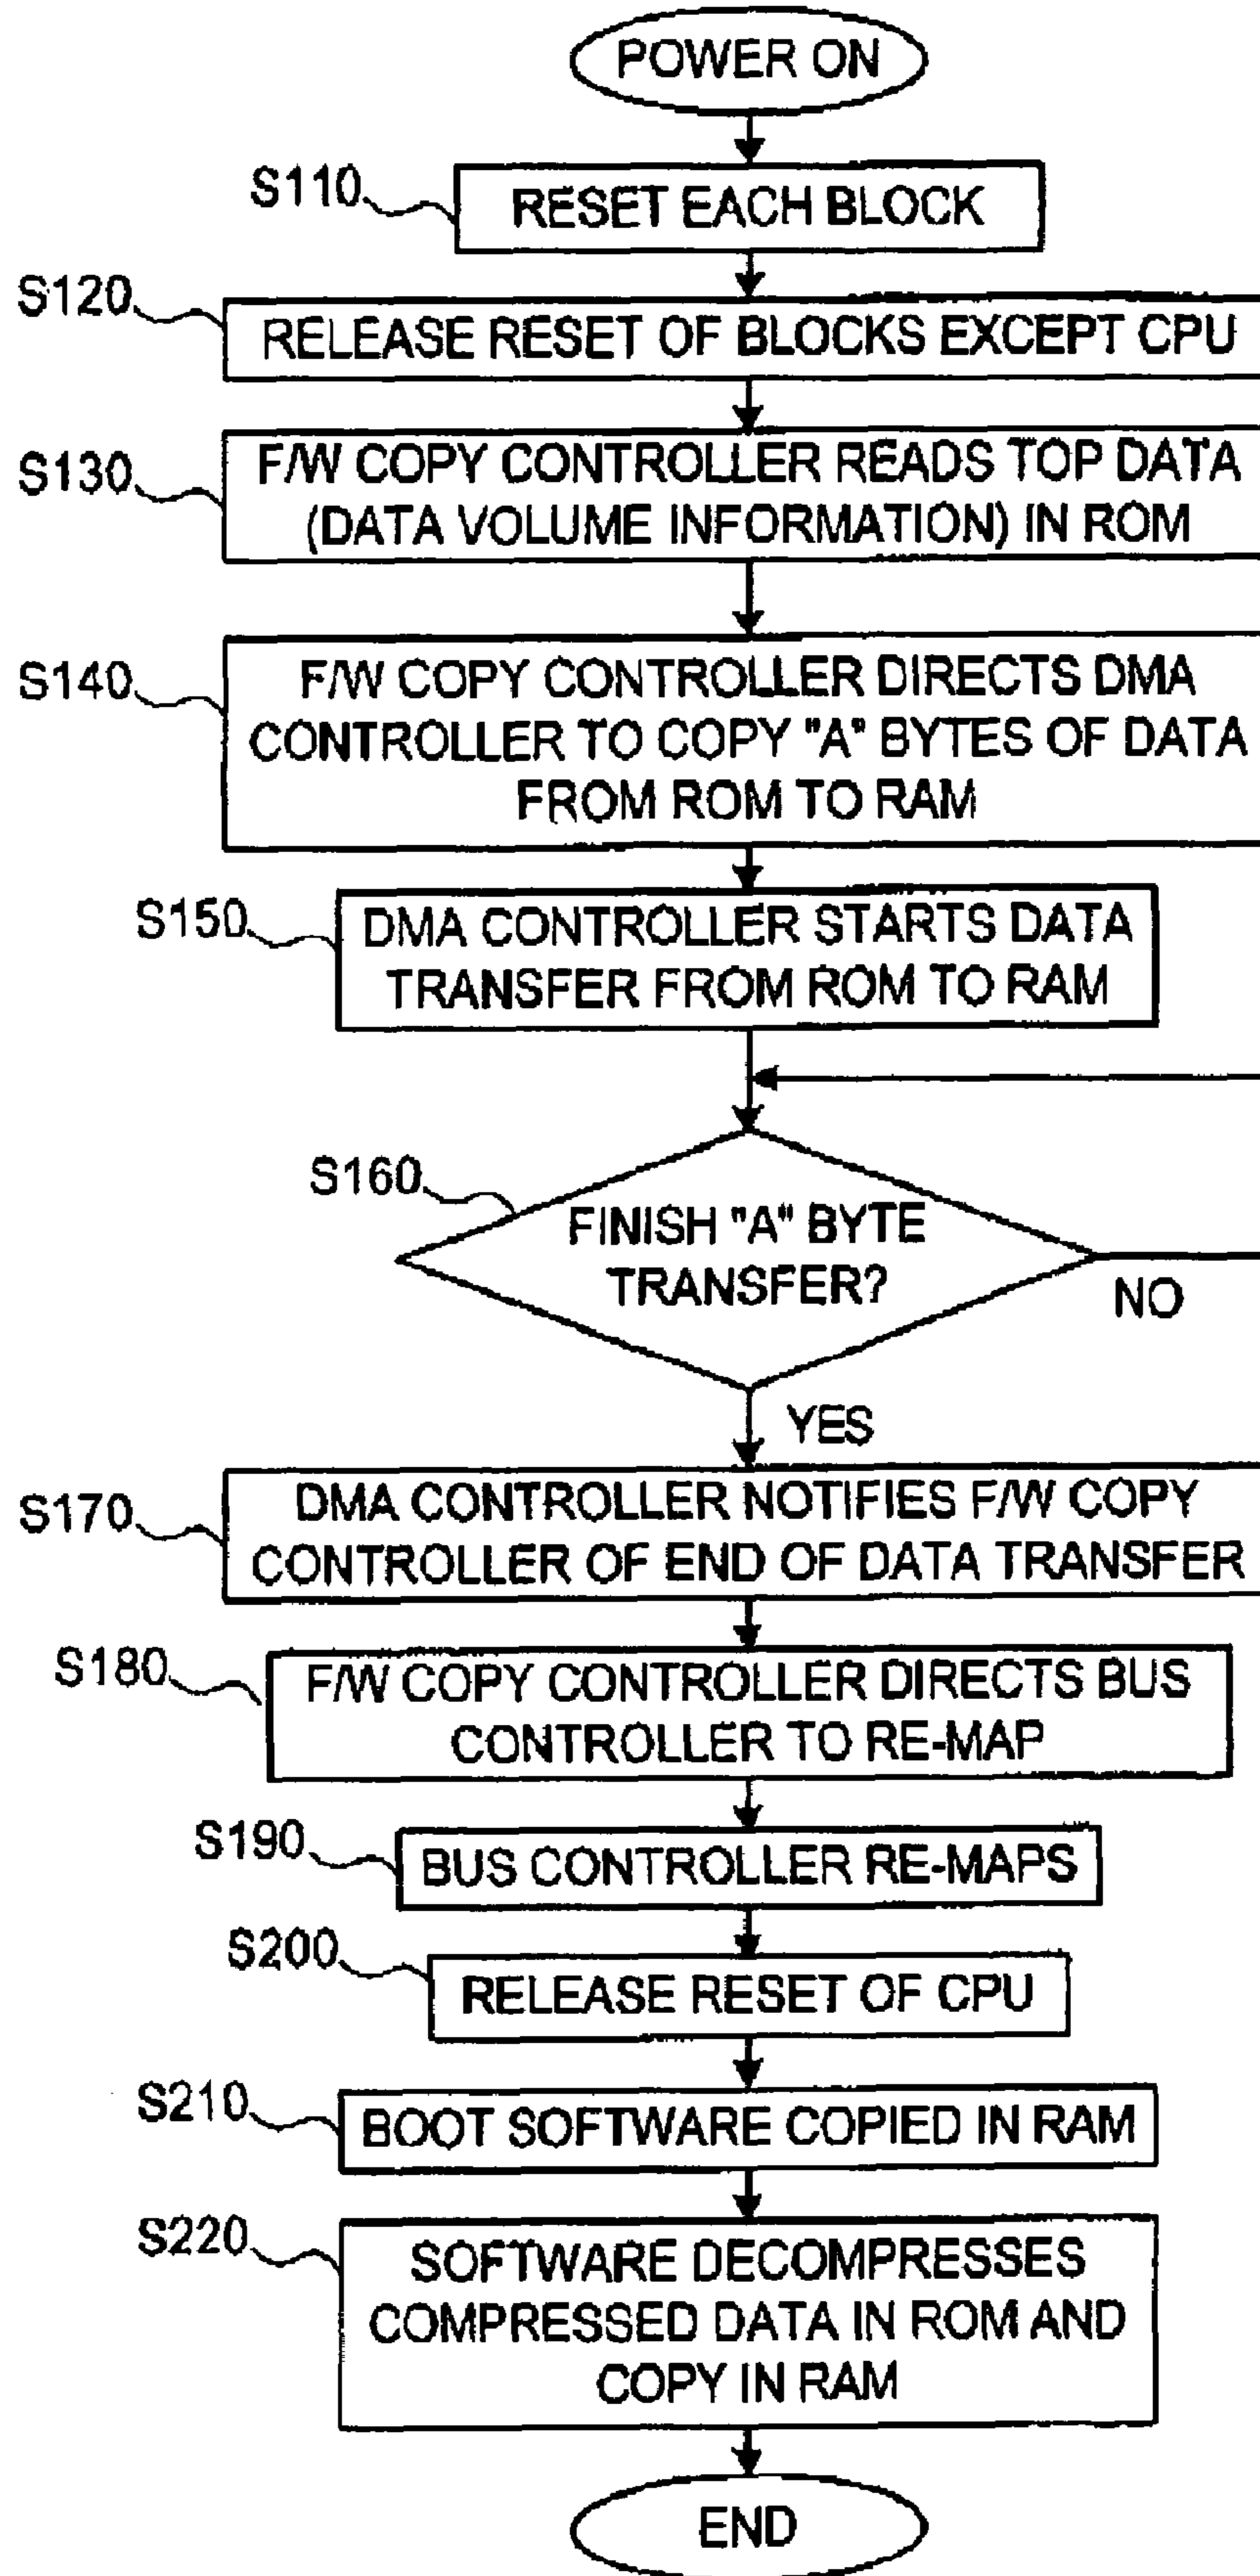 POWER ON
S110
RESET EACH BLOCK
S120
RELEASE RESET OF BLOCKS EXCEPT CPU
S130
F/W COPY CONTROLLER READS TOP DATA
(DATA VOLUME INFORMATION) IN ROM
S140
F/W COPY CONTROLLER DIRECTS DMA
CONTROLLER TO COPY "A" BYTES OF DATA
FROM ROM TO RAM
S150
DMA CONTROLLER STARTS DATA
TRANSFER FROM ROM TO RAM
S160
FINISH "A" BYTE
TRANSFER?
NO
YES
S170
DMA CONTROLLER NOTIFIES F/W COPY
CONTROLLER OF END OF DATA TRANSFER
S180
F/W COPY CONTROLLER DIRECTS BUS
CONTROLLER TO RE-MAP
S190
BUS CONTROLLER RE-MAPS
S200
RELEASE RESET OF CPU
S210
BOOT SOFTWARE COPIED IN RAM
S220
SOFTWARE DECOMPRESSES
COMPRESSED DATA IN ROM AND
COPY IN RAM
END